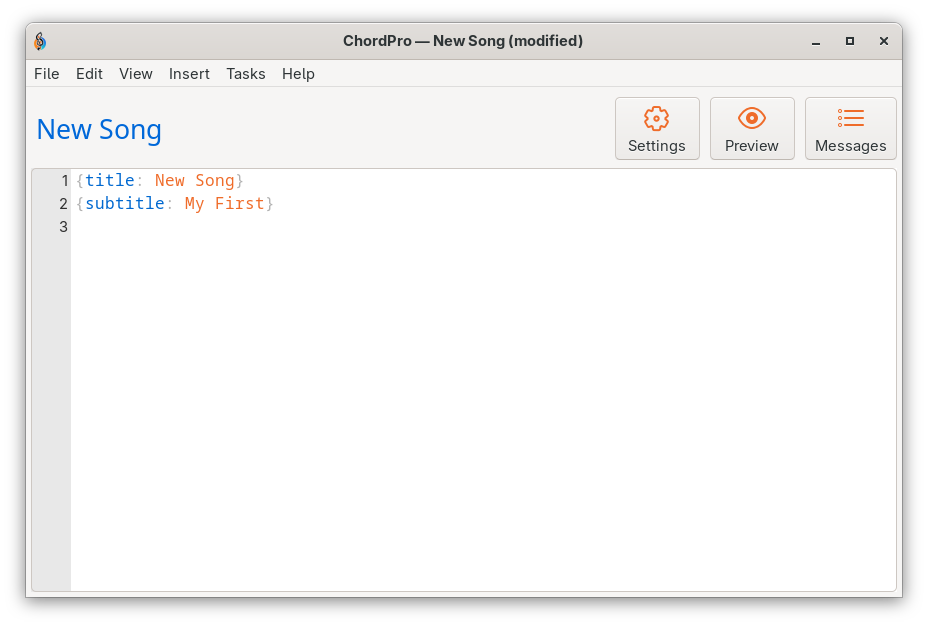 ChordPro — New Song (modified)
File Edit View Insert Tasks Help
New Song
Settings Preview Messages
1 {title: New Song}
2 {subtitle: My First}
3